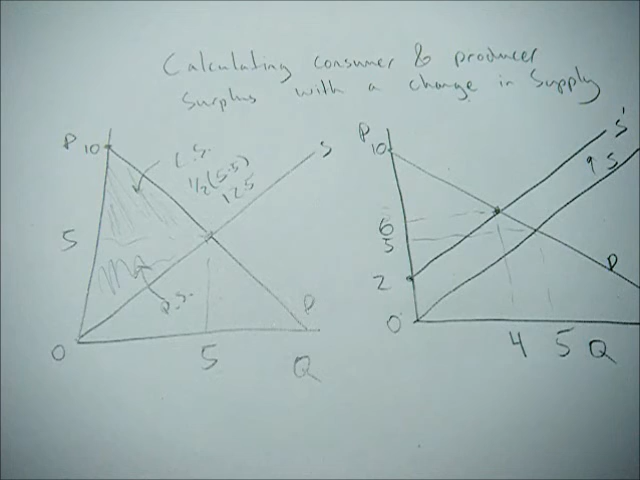 Calculating consumer & producer
surplus with a change in Supply
P 10
C.S.
½(5·5)
12.5
S
5
P.S.
D
0
5
Q
P
10
S'
S
6
5
2
D
0
4 5 Q